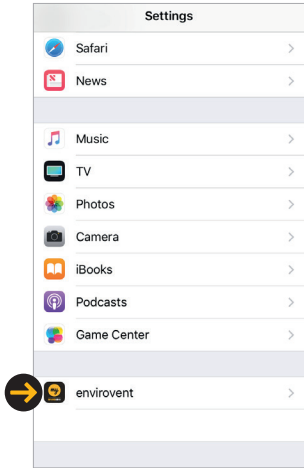 Settings
Safari
News
Music
TV
Photos
Camera
iBooks
Podcasts
Game Center
envirovent